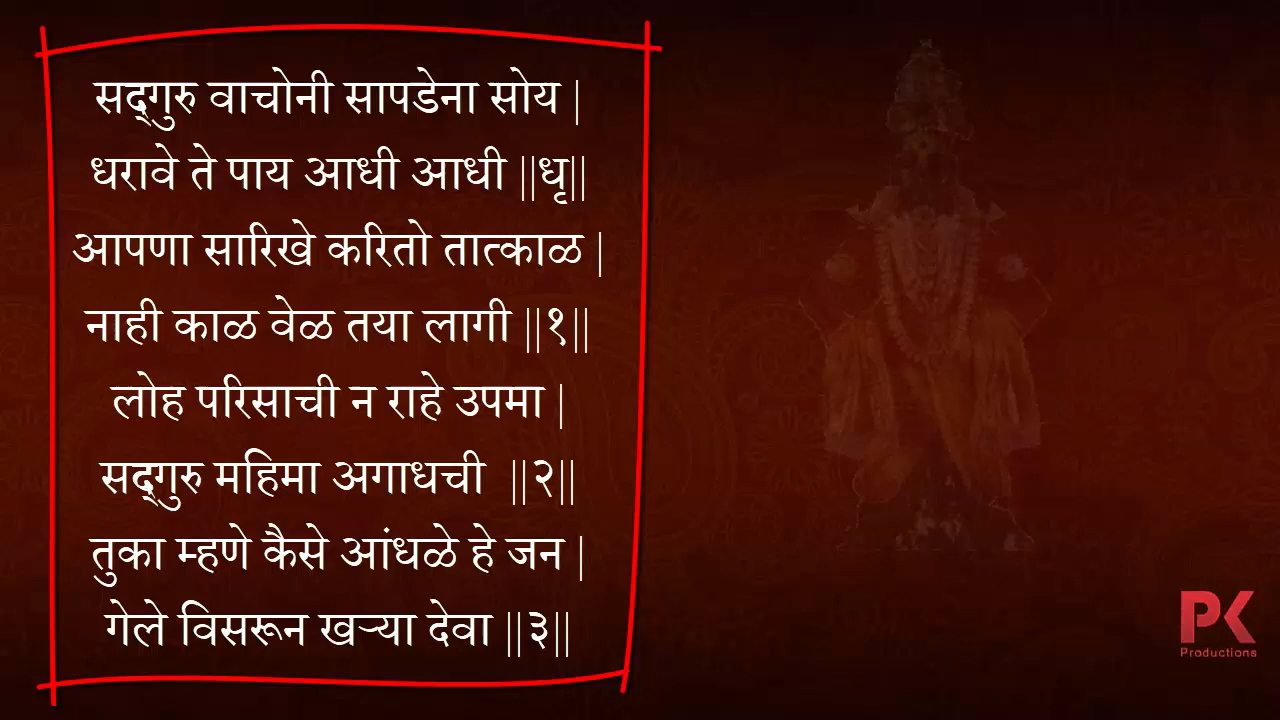 सद्‌गुरु वाचोनी सापडेना सोय |
धरावे ते पाय आधी आधी ||धृ||
आपणा सारिखे करितो तात्काळ |
नाही काळ वेळ तया लागी ||१||
लोह परिसाची न राहे उपमा |
सद्‌गुरु महिमा अगाधची ||२||
तुका म्हणे कैसे आंधळे हे जन |
गेले विसरून खऱ्या देवा ||३||
PK
Productions